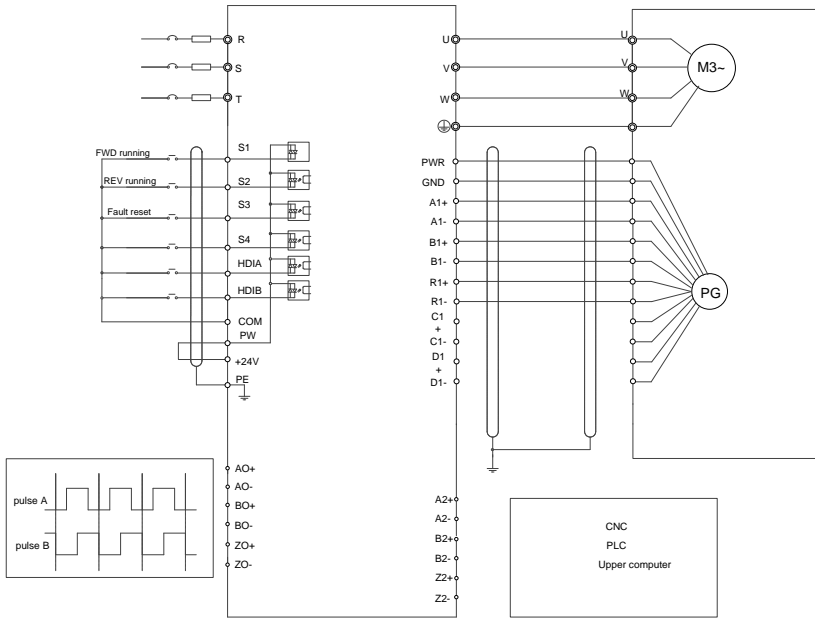 R
S
T
FWD running
REV running
Fault reset
S1
S2
S3
S4
HDIA
HDIB
COM
PW
+24V
PE
U
V
W
PWR
GND
A1+
A1-
B1+
B1-
R1+
R1-
C1
+
C1-
D1
+
D1-
U
V
W
M3~
PG
pulse A
pulse B
AO+
AO-
BO+
BO-
ZO+
ZO-
A2+
A2-
B2+
B2-
Z2+
Z2-
CNC
PLC
Upper computer